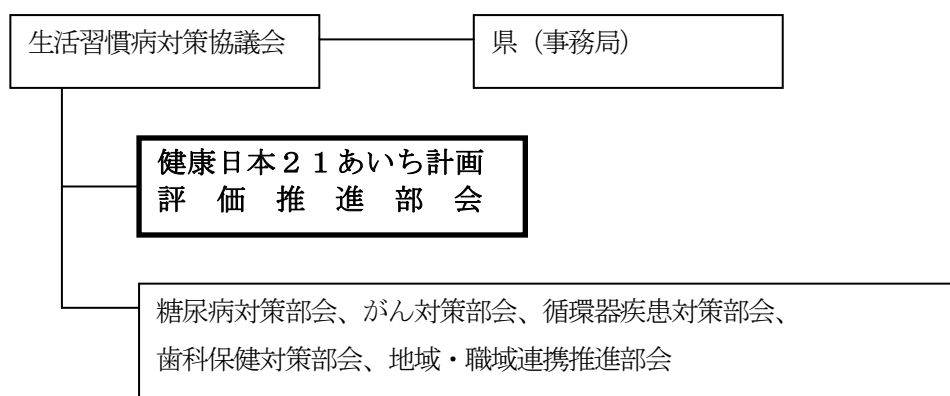 生活習慣病対策協議会
県（事務局）
健康日本２１あいち計画
評　価　推　進　部　会
糖尿病対策部会、がん対策部会、循環器疾患対策部会、
歯科保健対策部会、地域・職域連携推進部会